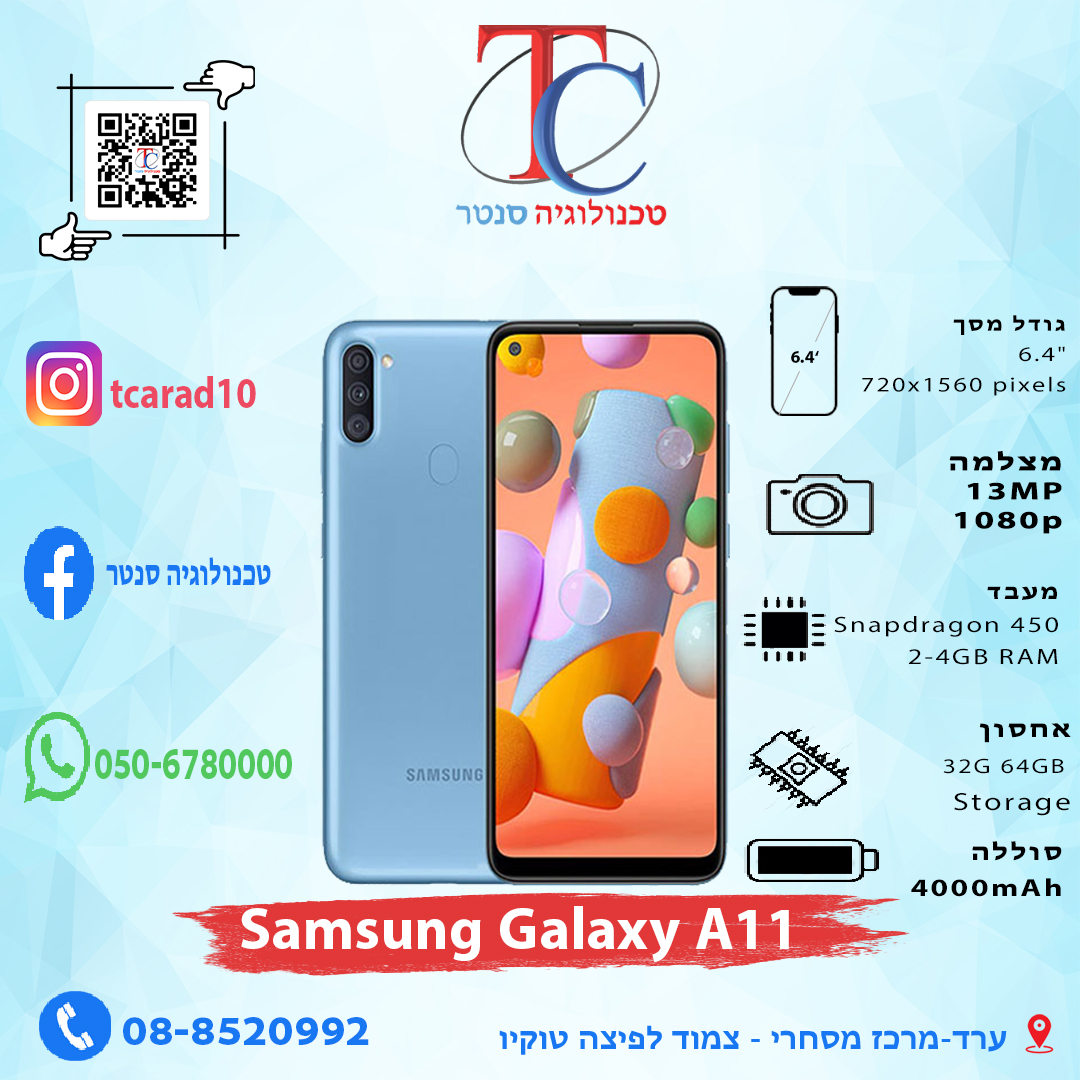 TC
טכנולוגיה סנטר
TC
tcarad10
טכנולוגיה סנטר
050-6780000
SAMSUNG
6.4‘
גודל מסך
6.4"
720x1560 pixels
מצלמה
13MP
1080p
מעבד
Snapdragon 450
2-4GB RAM
אחסון
32G 64GB
Storage
סוללה
4000mAh
Samsung Galaxy A11
08-8520992
ערד-מרכז מסחרי - צמוד לפיצה טוקיו